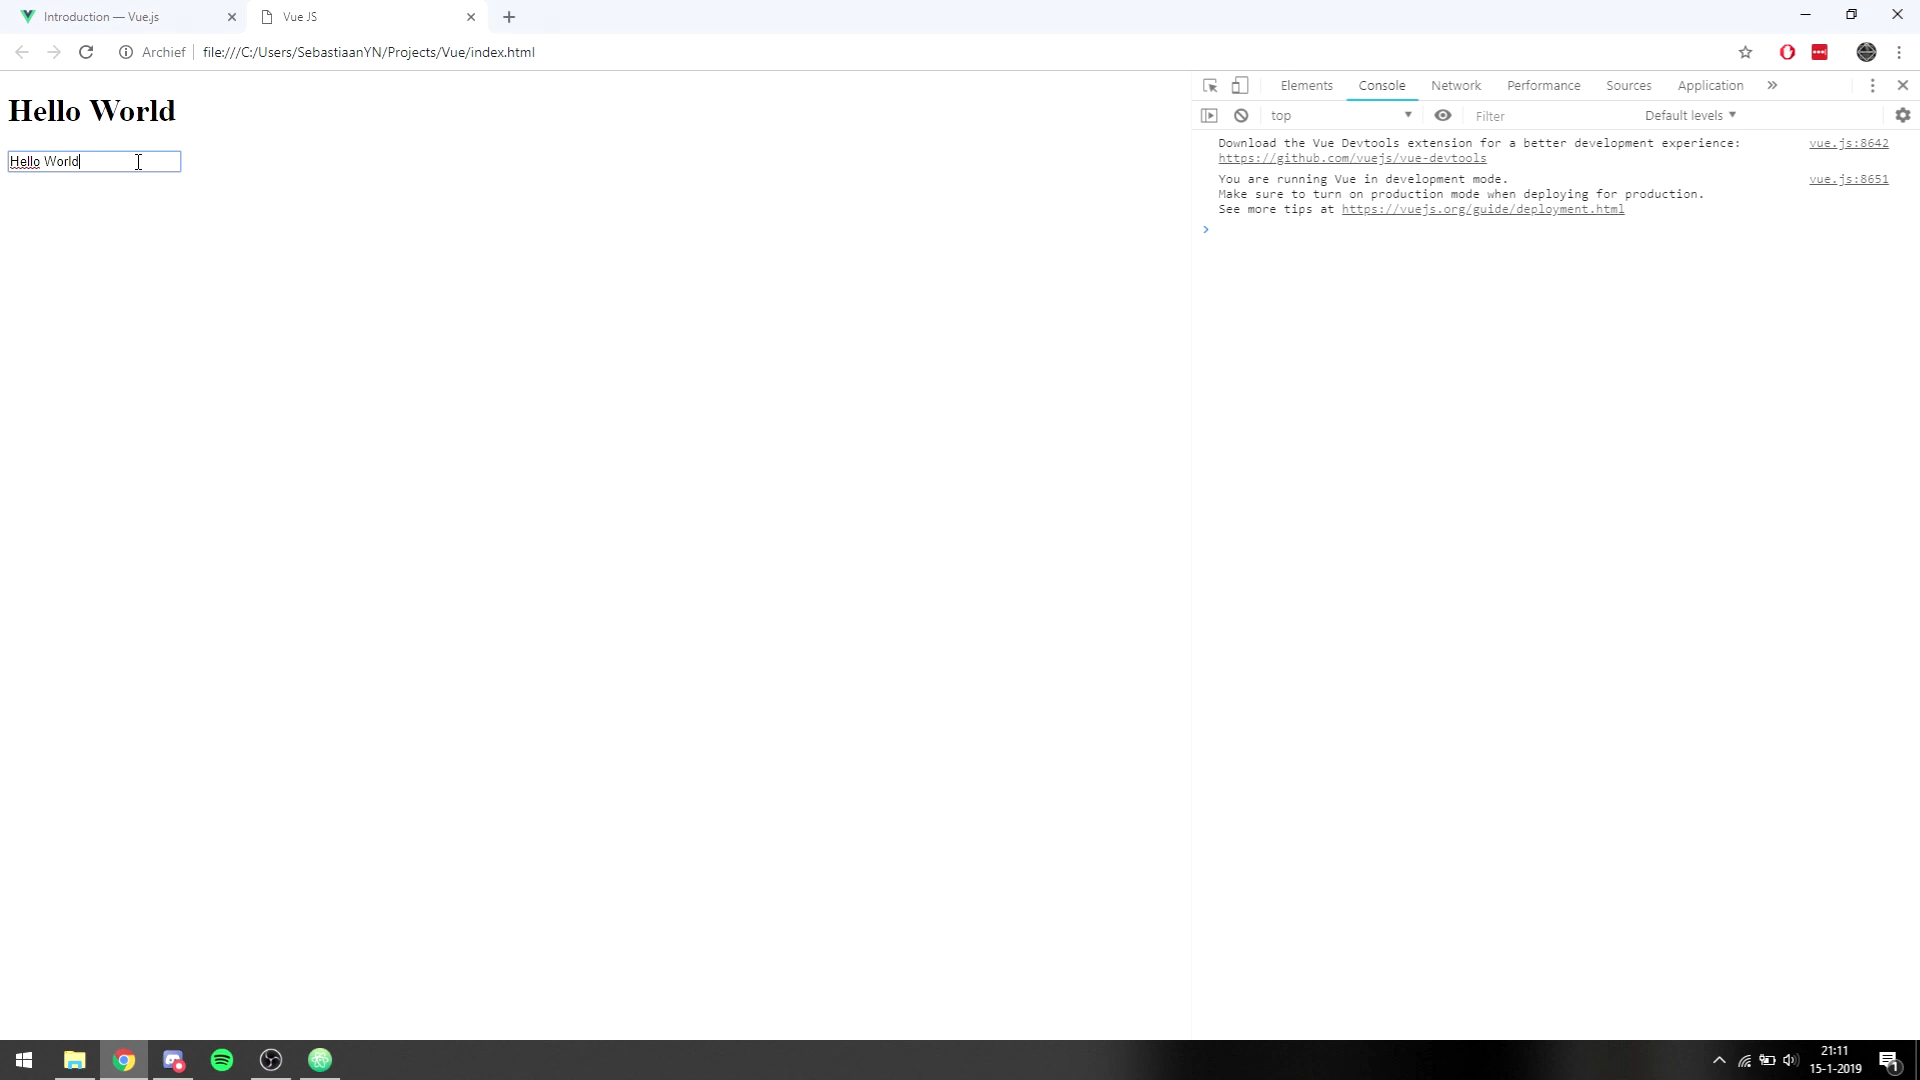 Introduction — Vue.js
Vue JS
Archief
file:///C:/Users/SebastiaanYN/Projects/Vue/index.html
Hello World
Hello World
Elements Console Network Performance Sources Application »
top
Filter
Default levels ▼
Download the Vue Devtools extension for a better development experience: vue.js:8642
https://github.com/vuejs/vue-devtools
You are running Vue in development mode. vue.js:8651
Make sure to turn on production mode when deploying for production.
See more tips at https://vuejs.org/guide/deployment.html
>
21:11
15-1-2019
1